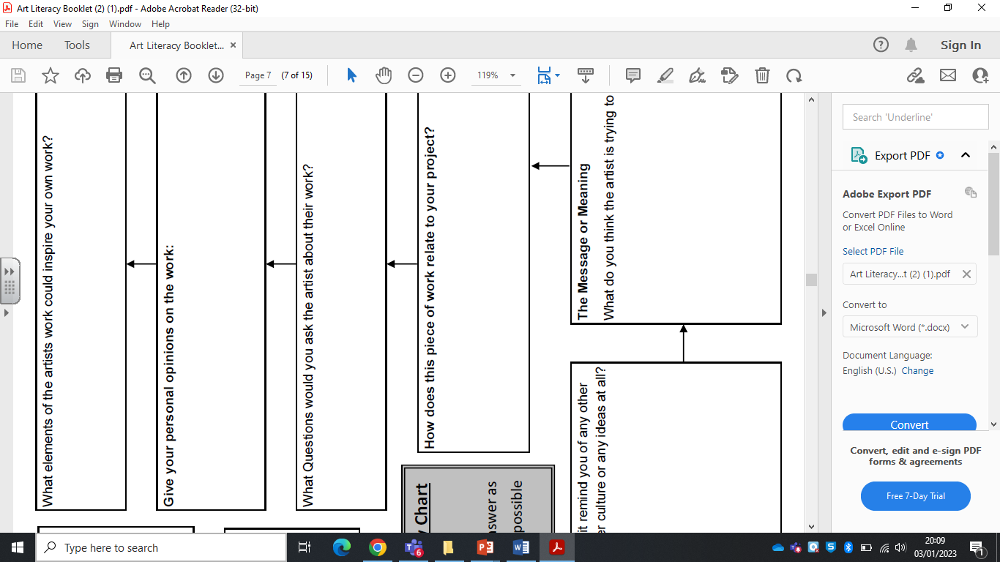 Art Literacy Booklet (2) (1).pdf - Adobe Acrobat Reader (32-bit)
File Edit View Sign Window Help
Home Tools Art Literacy Booklet... ×
Sign In
Page 7 (7 of 15)
119%
What elements of the artists work could inspire your own work?
Give your personal opinions on the work:
What Questions would you ask the artist about their work?
How does this piece of work relate to your project?
The Message or Meaning
What do you think the artist is trying to
it remind you of any other
er culture or any ideas at all?
Chart
nswer as
possible
Search 'Underline'
Export PDF
Adobe Export PDF
Convert PDF Files to Word
or Excel Online
Select PDF File
Art Literacy...t (2) (1).pdf
Convert to
Microsoft Word (*.docx)
Document Language:
English (U.S.) Change
Convert
Convert, edit and e-sign PDF
forms & agreements
Free 7-Day Trial
Type here to search
6
20:09
03/01/2023
1